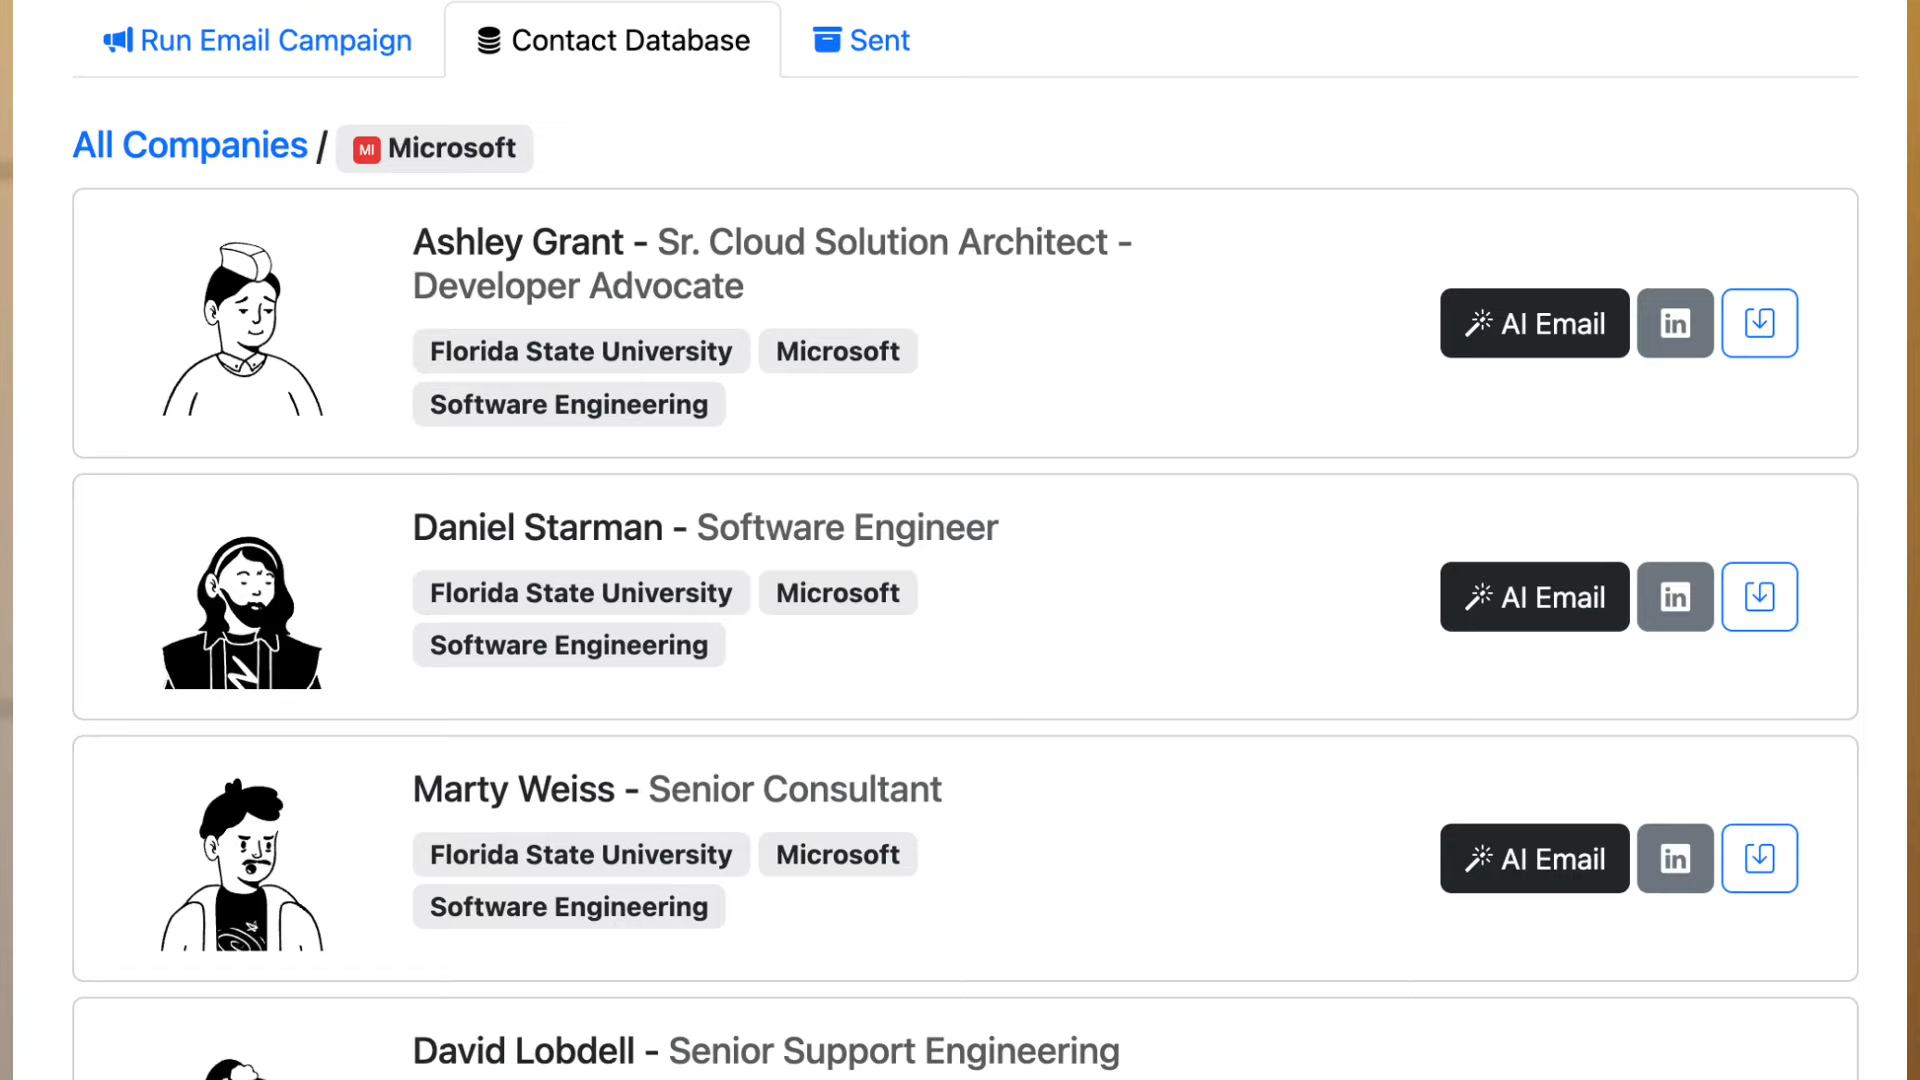 Run Email Campaign
Contact Database
Sent
All Companies / MI Microsoft
Ashley Grant - Sr. Cloud Solution Architect -
Developer Advocate
Florida State University
Microsoft
Software Engineering
AI Email
in
Daniel Starman - Software Engineer
Florida State University
Microsoft
Software Engineering
AI Email
in
Marty Weiss - Senior Consultant
Florida State University
Microsoft
Software Engineering
AI Email
in
David Lobdell - Senior Support Engineering